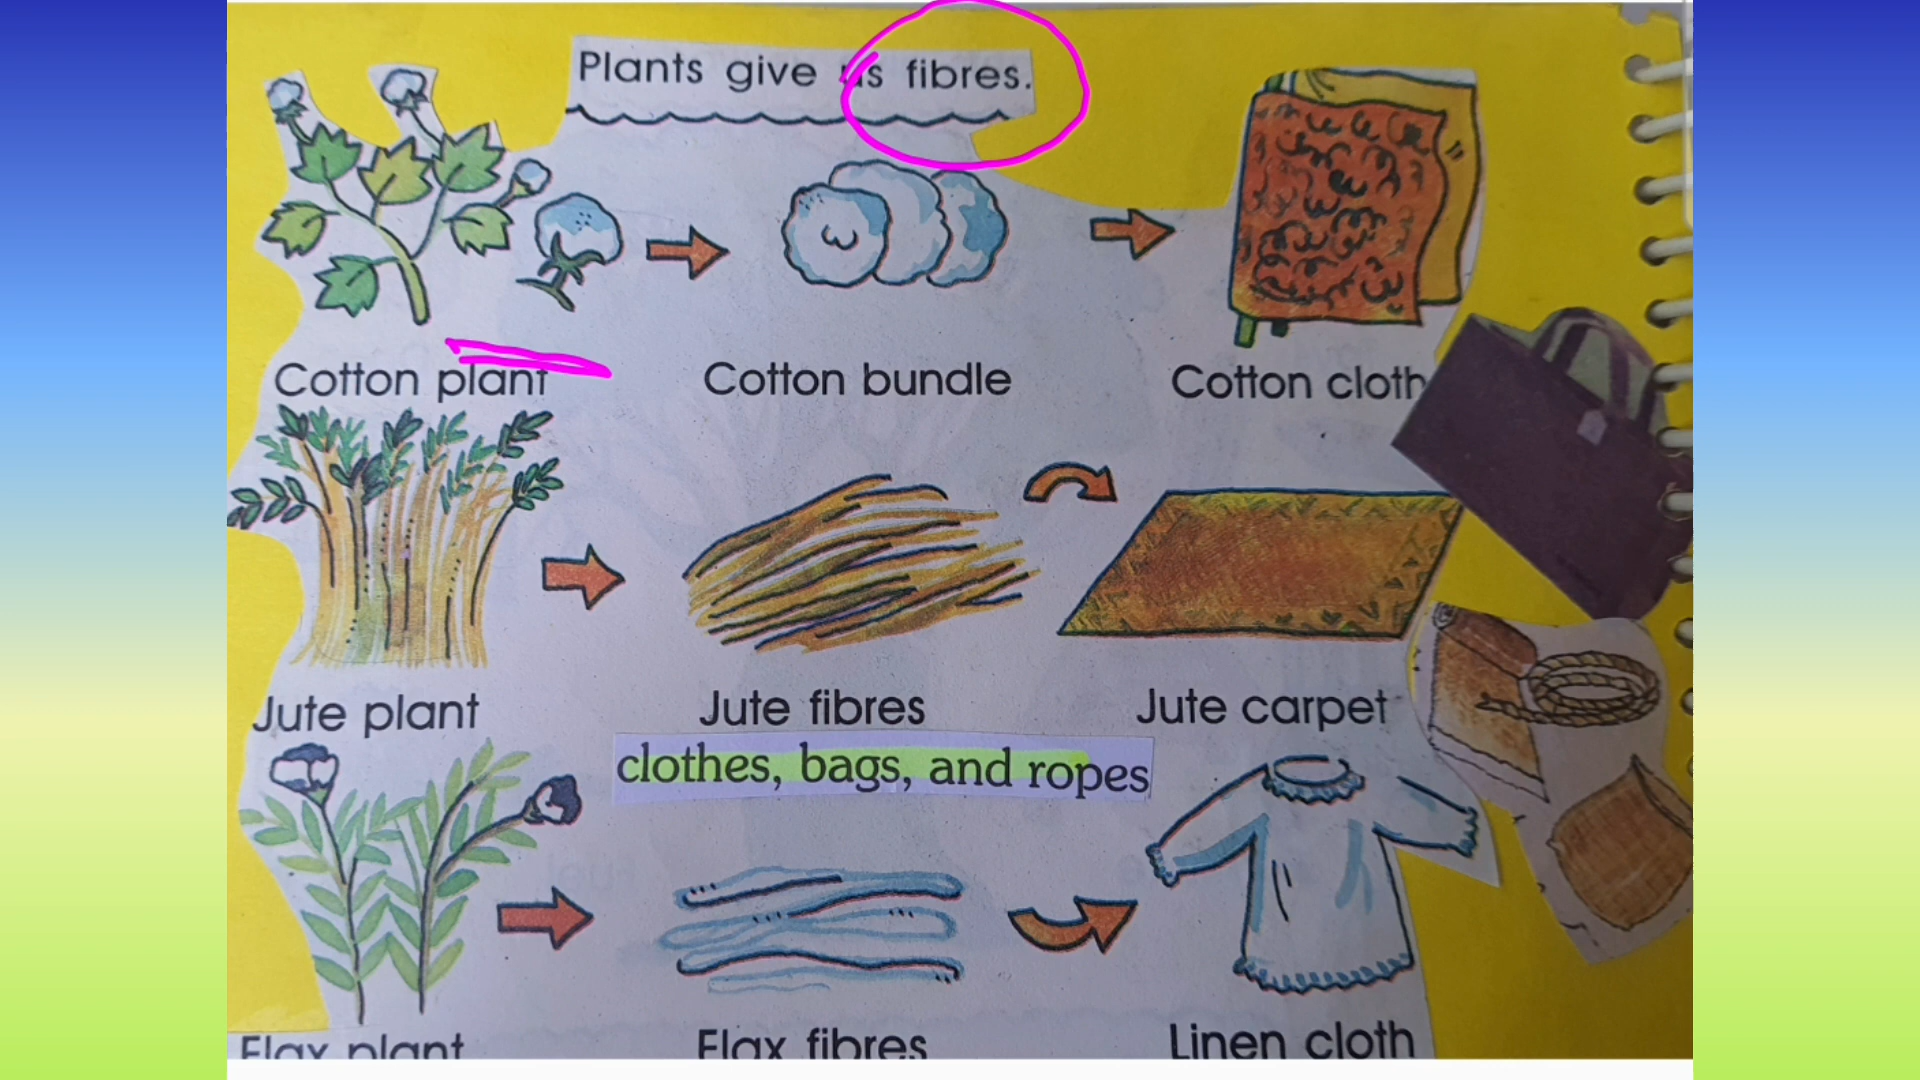 Plants give us fibres.
Cotton plant
Cotton bundle
Cotton cloth
Jute plant
Jute fibres
Jute carpet
clothes, bags, and ropes
Flax plant
Flax fibres
Linen cloth